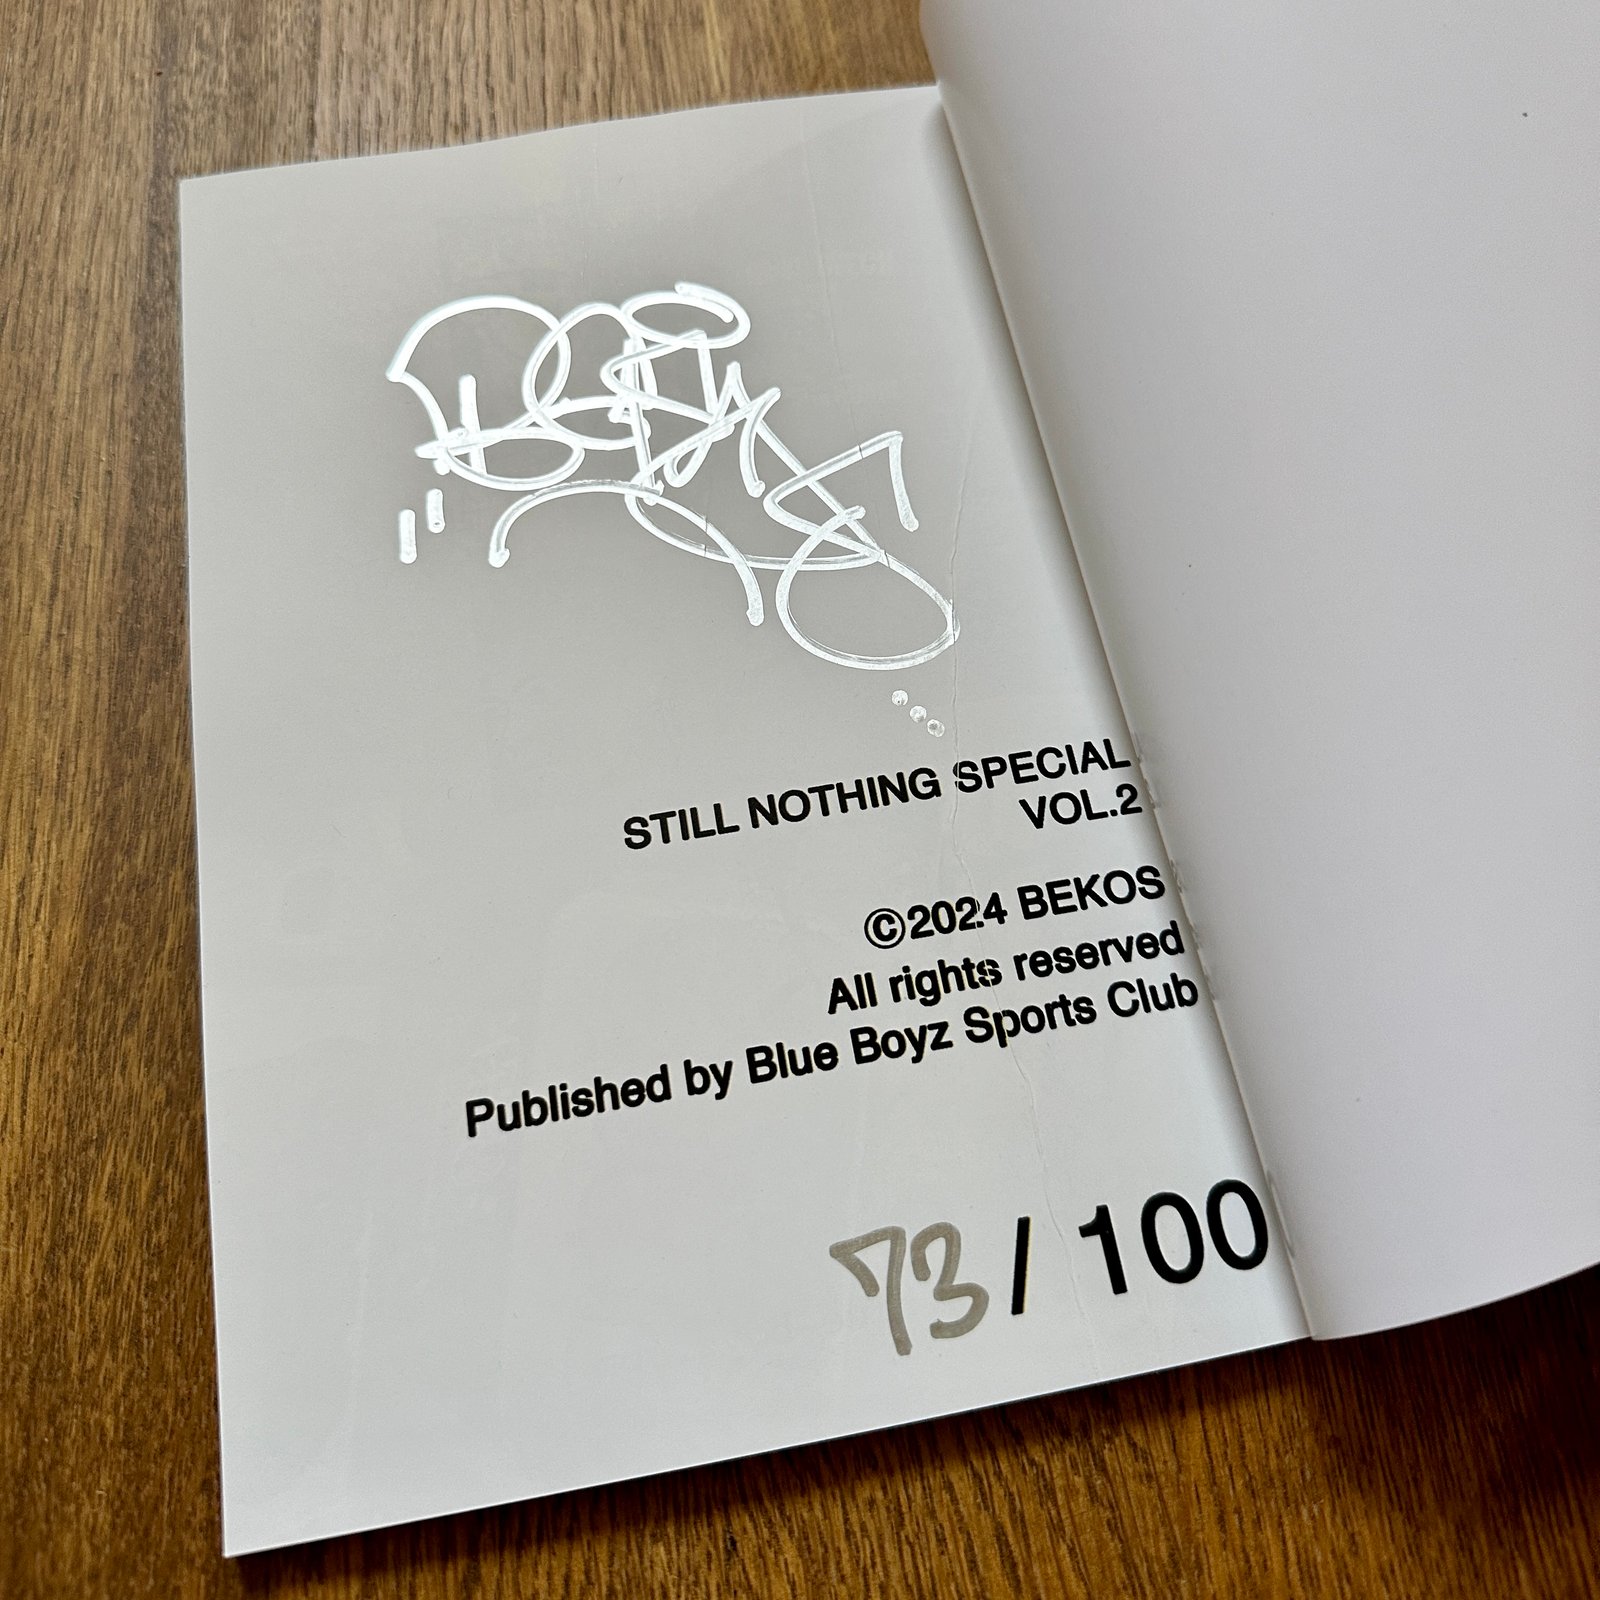 STILL NOTHING SPECIAL
VOL.2
©2024 BEKOS
All rights reserved
Published by Blue Boyz Sports Club
73 / 100